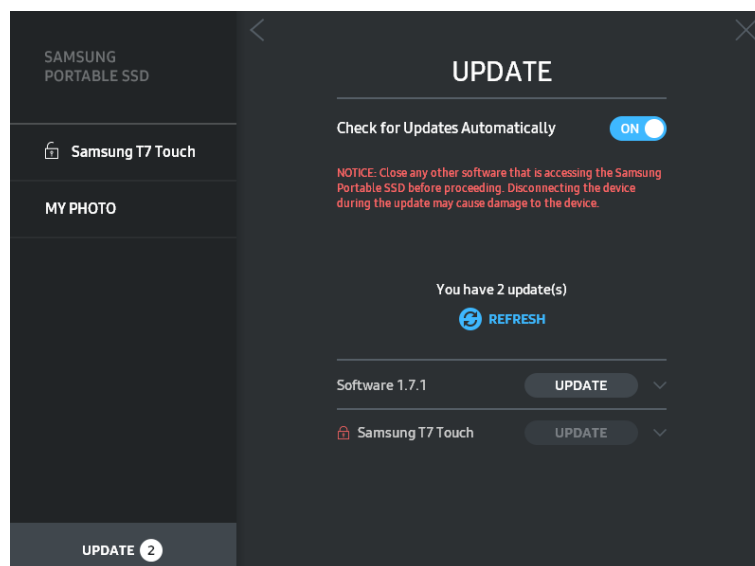 SAMSUNG
PORTABLE SSD
Samsung T7 Touch
MY PHOTO
UPDATE 2
UPDATE
Check for Updates Automatically
ON
NOTICE: Close any other software that is accessing the Samsung
Portable SSD before proceeding. Disconnecting the device
during the update may cause damage to the device.
You have 2 update(s)
REFRESH
Software 1.7.1 UPDATE
Samsung T7 Touch UPDATE